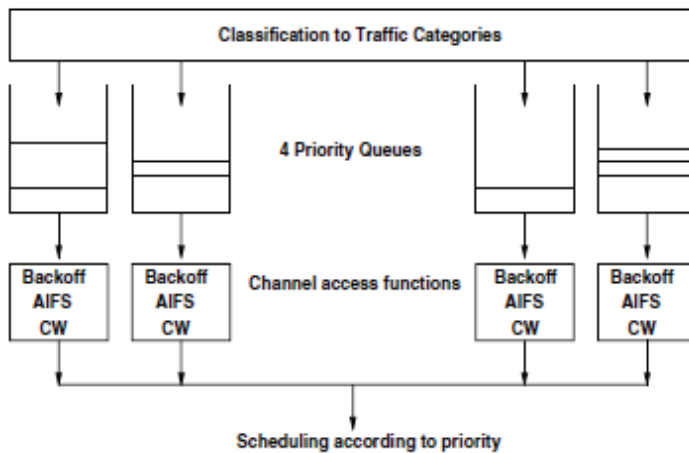 Classification to Traffic Categories
4 Priority Queues
Backoff
AIFS
CW
Backoff
AIFS
CW
Channel access functions
Backoff
AIFS
CW
Backoff
AIFS
CW
Scheduling according to priority